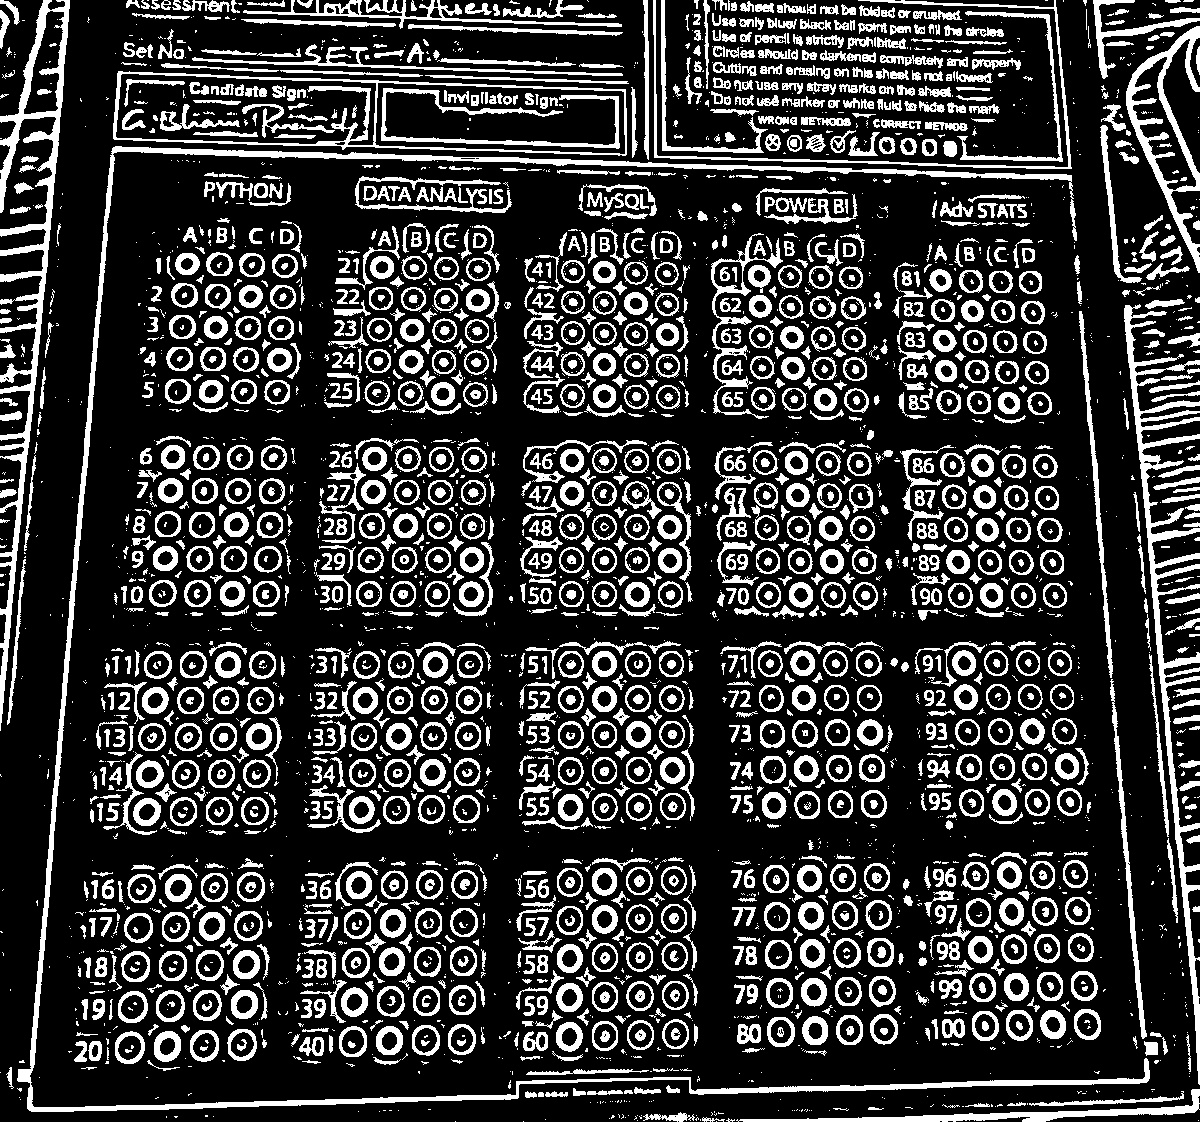 Assessment: Monthly Assessment
Set No SET-A
Candidate Sign:
Invigilator Sign:
1. This sheet should not be folded or crushed.
2. Use only blue/ black ball point pen to fill the circles
3. Use of pencil is strictly prohibited.
4. Circles should be darkened completely and properly
5. Cutting and erasing on this sheet is not allowed.
6. Do not use any stray marks on the sheet
7. Do not use marker or white fluid to hide the mark
WRONG METHODS CORRECT METHOD
PYTHON DATA ANALYSIS MySQL POWER BI Adv STATS
A B C D A B C D A B C D A B C D A B C D
1 21 41 61 81
2 22 42 62 82
3 23 43 63 83
4 24 44 64 84
5 25 45 65 85
6 26 46 66 86
7 27 47 67 87
8 28 48 68 88
9 29 49 69 89
10 30 50 70 90
11 31 51 71 91
12 32 52 72 92
13 33 53 73 93
14 34 54 74 94
15 35 55 75 95
16 36 56 76 96
17 37 57 77 97
18 38 58 78 98
19 39 59 79 99
20 40 60 80 100